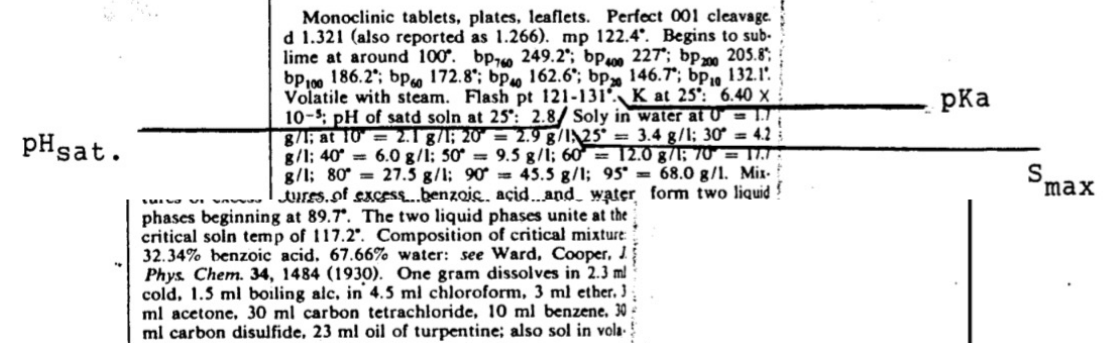 Monoclinic tablets, plates, leaflets. Perfect 001 cleavage.
d 1.321 (also reported as 1.266). mp 122.4°. Begins to sub-
lime at around 100°. bp₇₆₀ 249.2°; bp₄₀₀ 227°; bp₂₀₀ 205.8°;
bp₁₀₀ 186.2°; bp₆₀ 172.8°; bp₄₀ 162.6°; bp₂₀ 146.7°; bp₁₀ 132.1°.
Volatile with steam. Flash pt 121-131°. K at 25°: 6.40 ×
pKa
10⁻⁵; pH of satd soln at 25°: 2.8/ Soly in water at 0° = 1.7
pHsat.
g/l; at 10° = 2.1 g/l; 20° = 2.9 g/l; 25° = 3.4 g/l; 30° = 4.2
g/l; 40° = 6.0 g/l; 50° = 9.5 g/l; 60° = 12.0 g/l; 70° = 17.7
Smax
g/l; 80° = 27.5 g/l; 90° = 45.5 g/l; 95° = 68.0 g/l. Mix-
tures of excess benzoic acid and water form two liquid
phases beginning at 89.7°. The two liquid phases unite at the
critical soln temp of 117.2°. Composition of critical mixture:
32.34% benzoic acid, 67.66% water: see Ward, Cooper, J.
Phys. Chem. 34, 1484 (1930). One gram dissolves in 2.3 ml
cold, 1.5 ml boiling alc, in 4.5 ml chloroform, 3 ml ether, 3
ml acetone, 30 ml carbon tetrachloride, 10 ml benzene, 30
ml carbon disulfide, 23 ml oil of turpentine; also sol in vola-